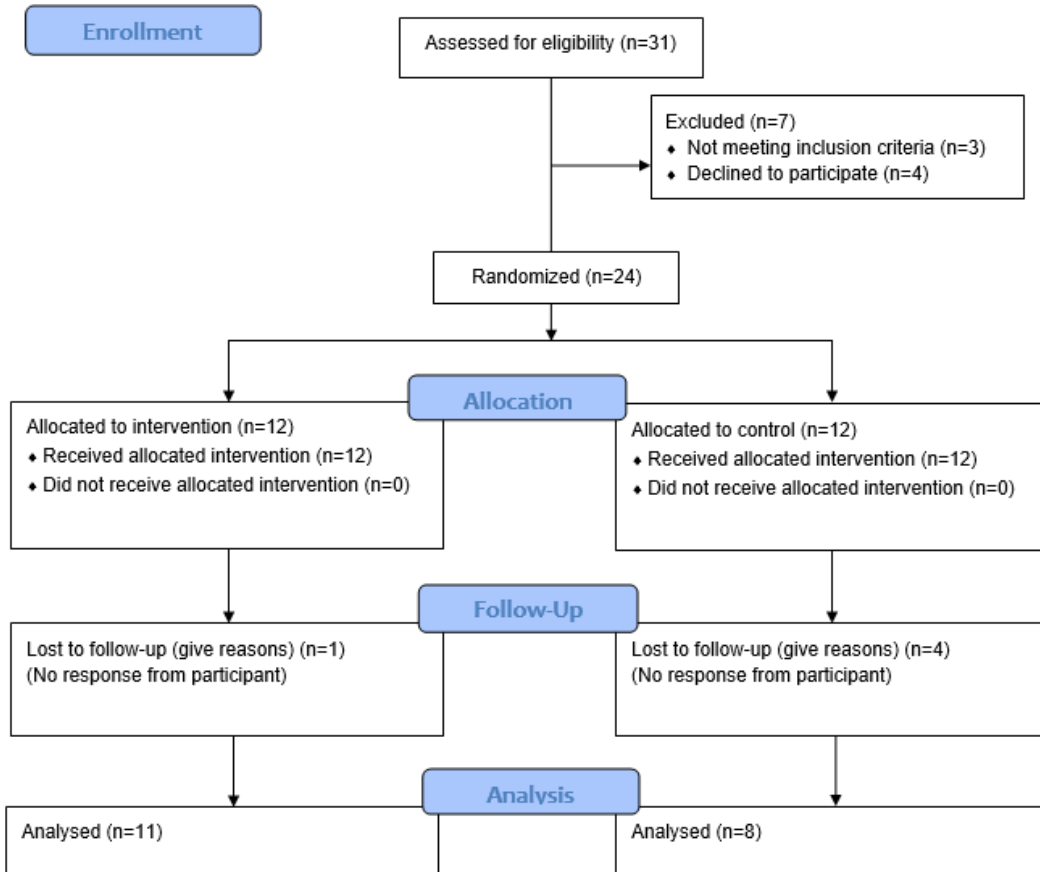 Enrollment
Assessed for eligibility (n=31)
Excluded (n=7)
♦ Not meeting inclusion criteria (n=3)
♦ Declined to participate (n=4)
Randomized (n=24)
Allocation
Allocated to intervention (n=12)
♦ Received allocated intervention (n=12)
♦ Did not receive allocated intervention (n=0)
Allocated to control (n=12)
♦ Received allocated intervention (n=12)
♦ Did not receive allocated intervention (n=0)
Follow-Up
Lost to follow-up (give reasons) (n=1)
(No response from participant)
Lost to follow-up (give reasons) (n=4)
(No response from participant)
Analysis
Analysed (n=11)
Analysed (n=8)